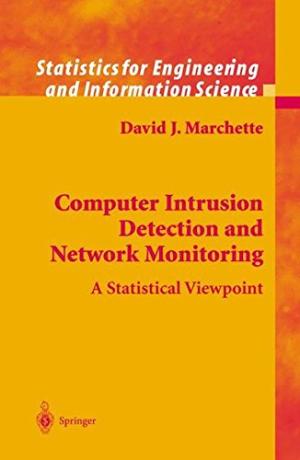 Statistics for Engineering
and Information Science
David J. Marchette
Computer Intrusion
Detection and
Network Monitoring
A Statistical Viewpoint
Springer